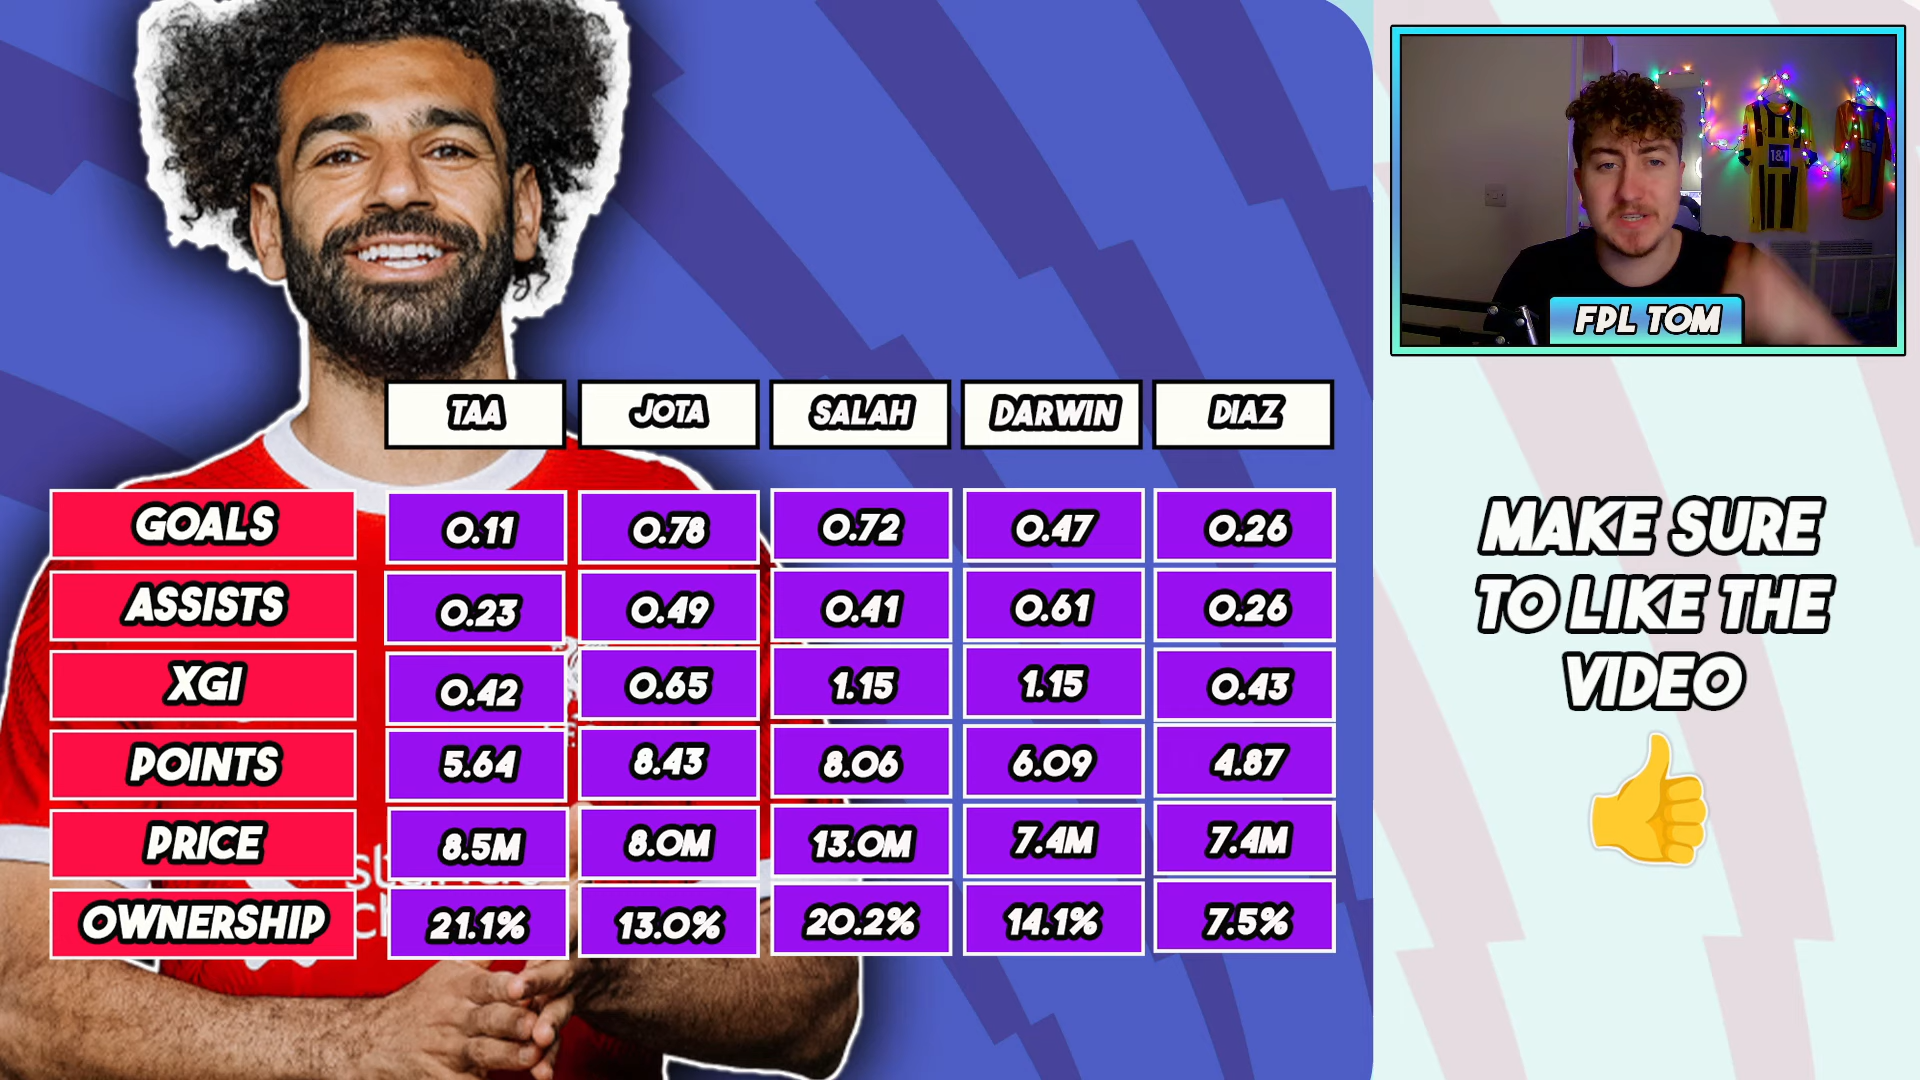 FPL TOM
TAA JOTA SALAH DARWIN DIAZ
GOALS 0.11 0.78 0.72 0.47 0.26
ASSISTS 0.23 0.49 0.41 0.61 0.26
XGI 0.42 0.65 1.15 1.15 0.43
POINTS 5.64 8.43 8.06 6.09 4.87
PRICE 8.5M 8.0M 13.0M 7.4M 7.4M
OWNERSHIP 21.1% 13.0% 20.2% 14.1% 7.5%
MAKE SURE
TO LIKE THE
VIDEO
1&1